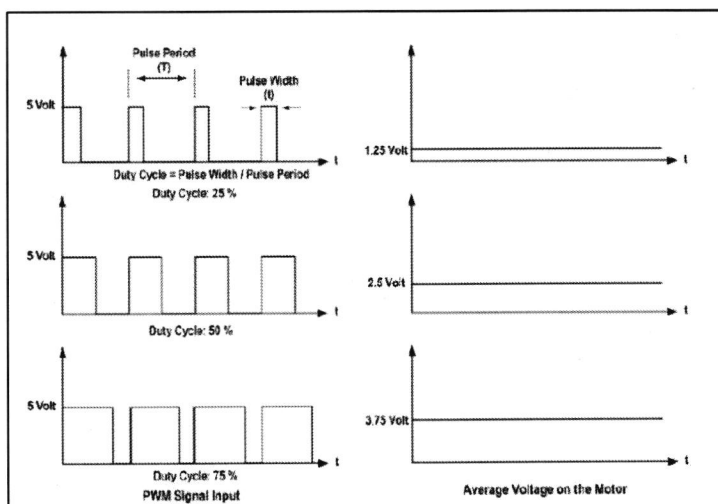 Pulse Period
(T)
Pulse Width
(t)
5 Volt
t
Duty Cycle = Pulse Width / Pulse Period
Duty Cycle: 25 %
1.25 Volt
t
5 Volt
t
Duty Cycle: 50 %
2.5 Volt
t
5 Volt
t
Duty Cycle: 75 %
PWM Signal Input
3.75 Volt
t
Average Voltage on the Motor